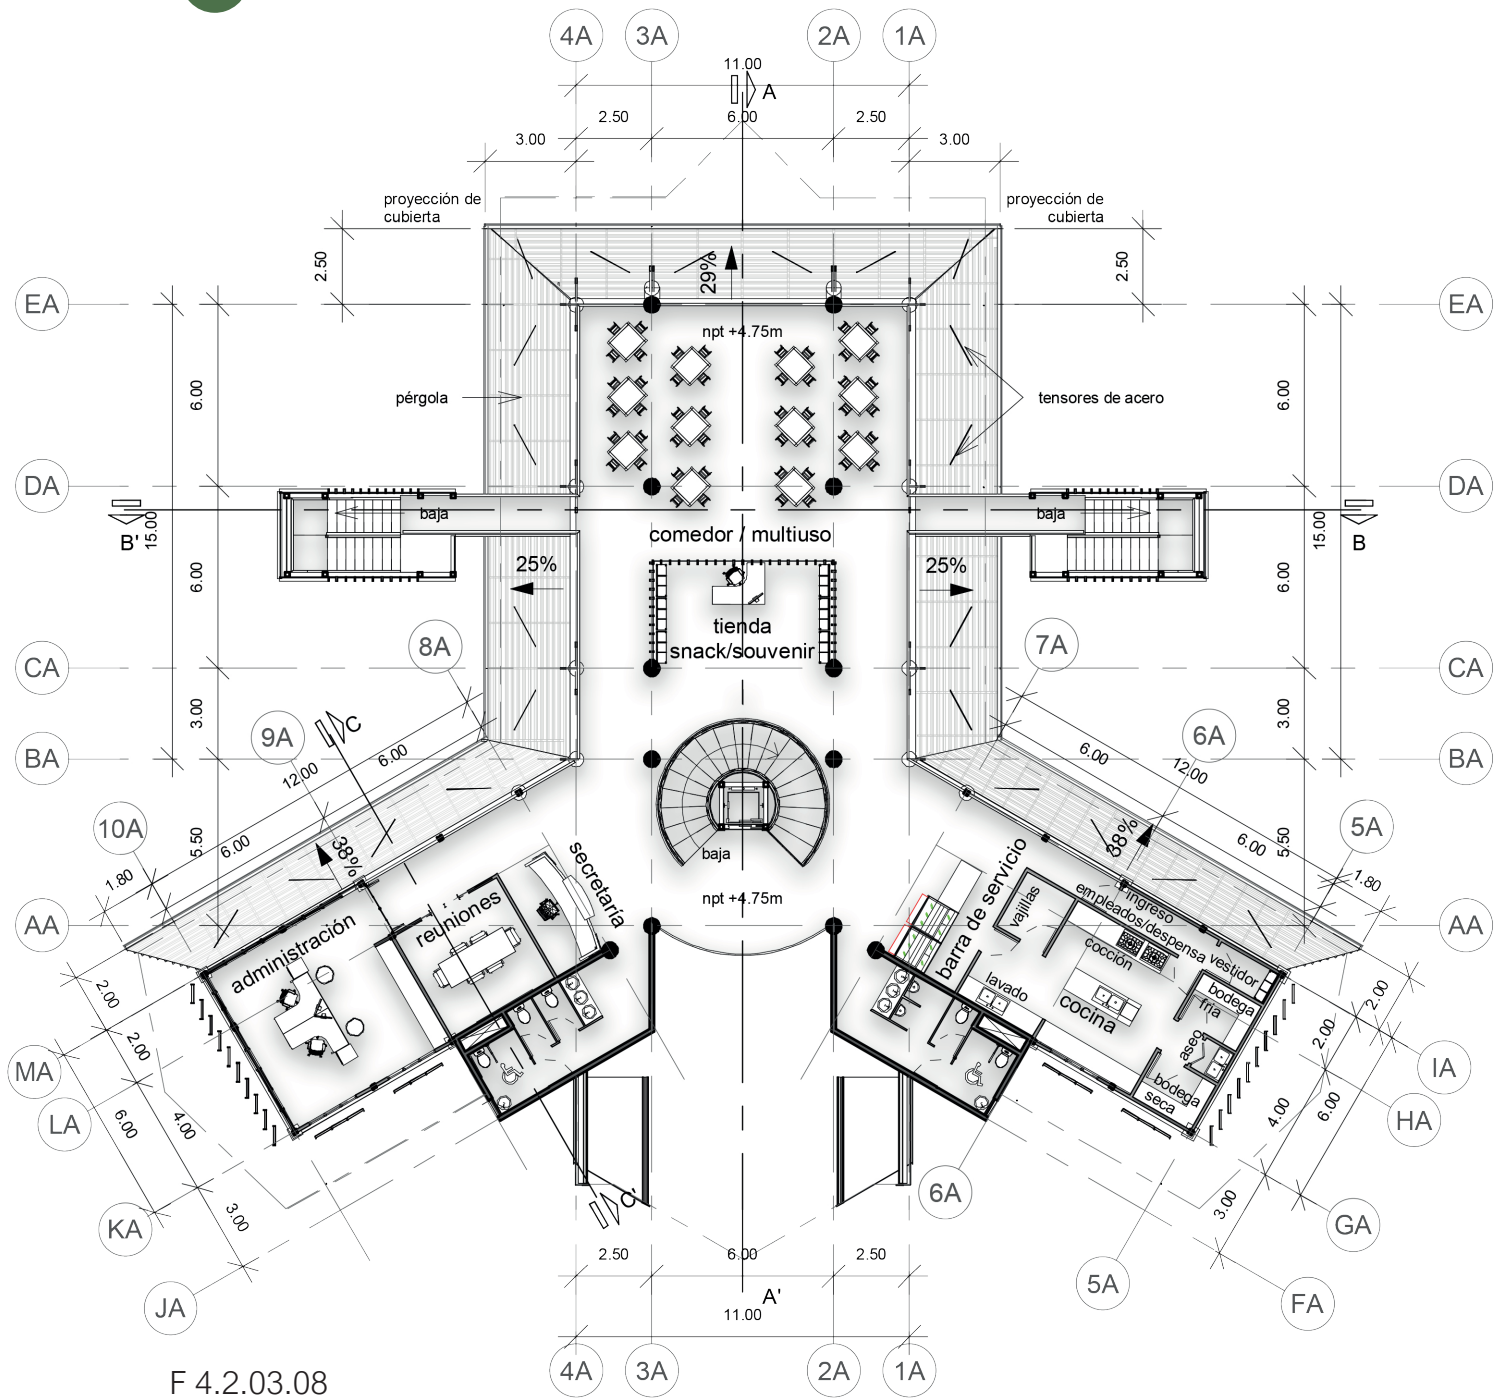 4A 3A 2A 1A
11.00
A
2.50 6.00 2.50
3.00 3.00
proyección de
cubierta
proyección de
cubierta
2.50 2.50
29%
EA EA
npt +4.75m
6.00 6.00
pérgola
tensores de acero
DA DA
baja baja
B' 15.00 15.00 B
comedor / multiuso
25% 25%
6.00 6.00
tienda
snack/souvenir
8A 7A
CA CA
3.00 3.00
C
9A 6A
6.00 6.00
BA BA
12.00 12.00
10A 5A
5.50 5.50
6.00 6.00
38% 38%
baja
1.80 1.80
secretaría
barra de servicio
npt +4.75m
AA AA
administración
reuniones
vajillas
ingreso
empleados/despensa
vestidor
cocción
lavado
cocina
bodega
fría
aseo
bodega
seca
2.00 2.00
2.00 2.00
MA IA
LA HA
6.00 4.00 4.00 6.00
KA GA
3.00 3.00
6A
C'
JA FA
5A
2.50 6.00 2.50
A'
11.00
4A 3A 2A 1A
F 4.2.03.08